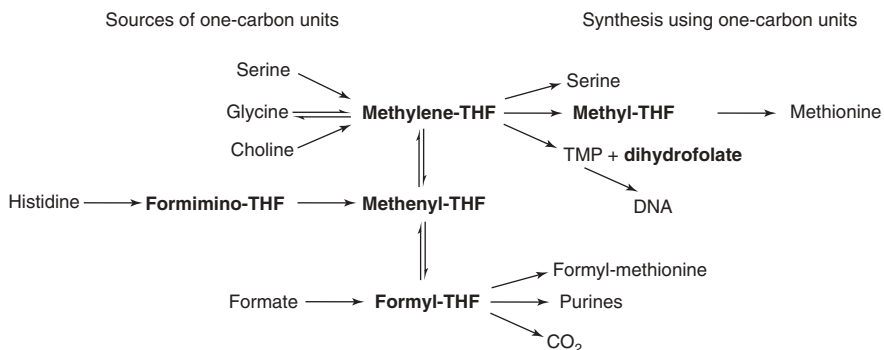 Sources of one-carbon units
Synthesis using one-carbon units
Serine
Serine
Glycine
Methylene-THF
Methyl-THF
Methionine
Choline
TMP + dihydrofolate
DNA
Histidine
Formimino-THF
Methenyl-THF
Formyl-methionine
Formate
Formyl-THF
Purines
CO₂